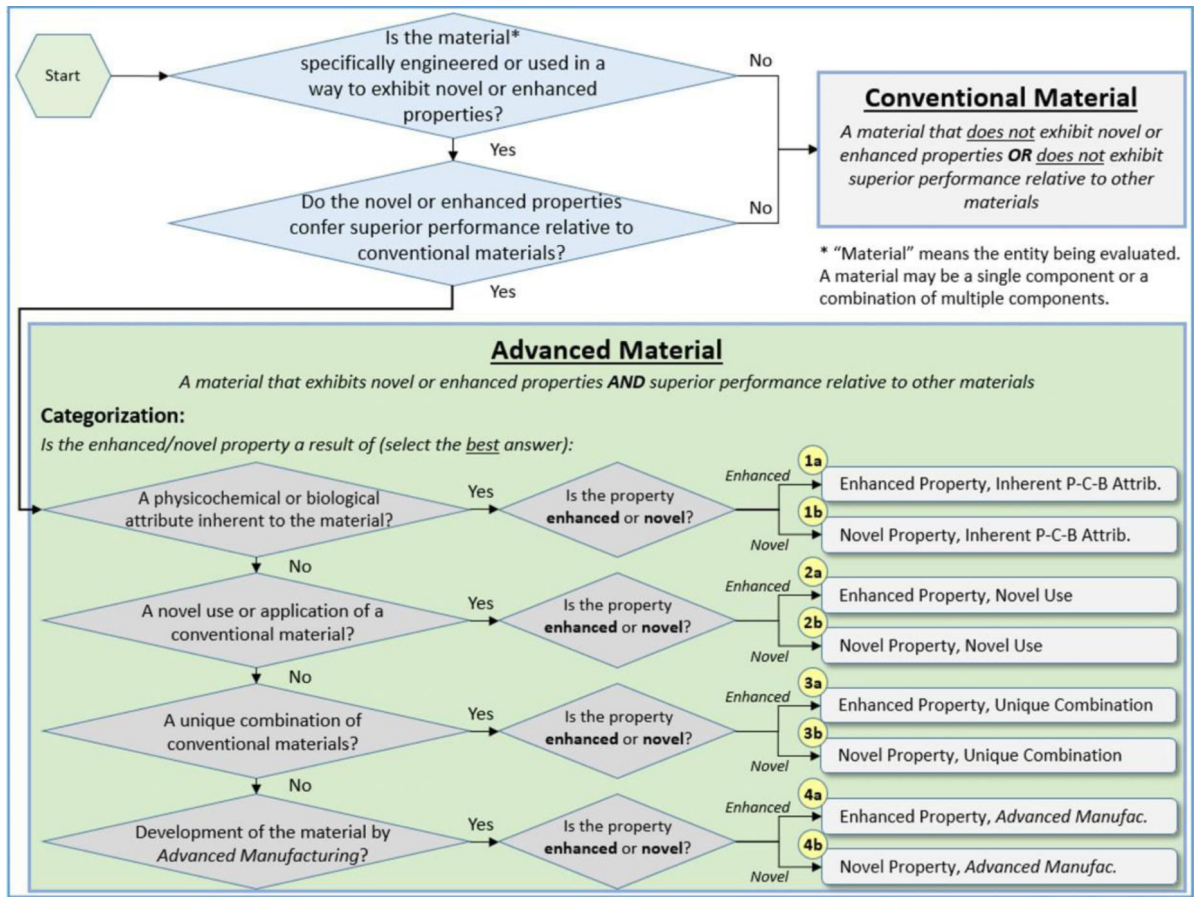 Start
Is the material*
specifically engineered or used in a
way to exhibit novel or enhanced
properties?
No
Yes
Do the novel or enhanced properties
confer superior performance relative to
conventional materials?
No
Yes
Conventional Material
A material that does not exhibit novel or
enhanced properties OR does not exhibit
superior performance relative to other
materials
* “Material” means the entity being evaluated.
A material may be a single component or a
combination of multiple components.
Advanced Material
A material that exhibits novel or enhanced properties AND superior performance relative to other materials
Categorization:
Is the enhanced/novel property a result of (select the best answer):
A physicochemical or biological
attribute inherent to the material?
Yes
Is the property
enhanced or novel?
Enhanced
1a
Enhanced Property, Inherent P-C-B Attrib.
1b
Novel
Novel Property, Inherent P-C-B Attrib.
No
A novel use or application of a
conventional material?
Yes
Is the property
enhanced or novel?
Enhanced
2a
Enhanced Property, Novel Use
2b
Novel
Novel Property, Novel Use
No
A unique combination of
conventional materials?
Yes
Is the property
enhanced or novel?
Enhanced
3a
Enhanced Property, Unique Combination
3b
Novel
Novel Property, Unique Combination
No
Development of the material by
Advanced Manufacturing?
Yes
Is the property
enhanced or novel?
Enhanced
4a
Enhanced Property, Advanced Manufac.
4b
Novel
Novel Property, Advanced Manufac.